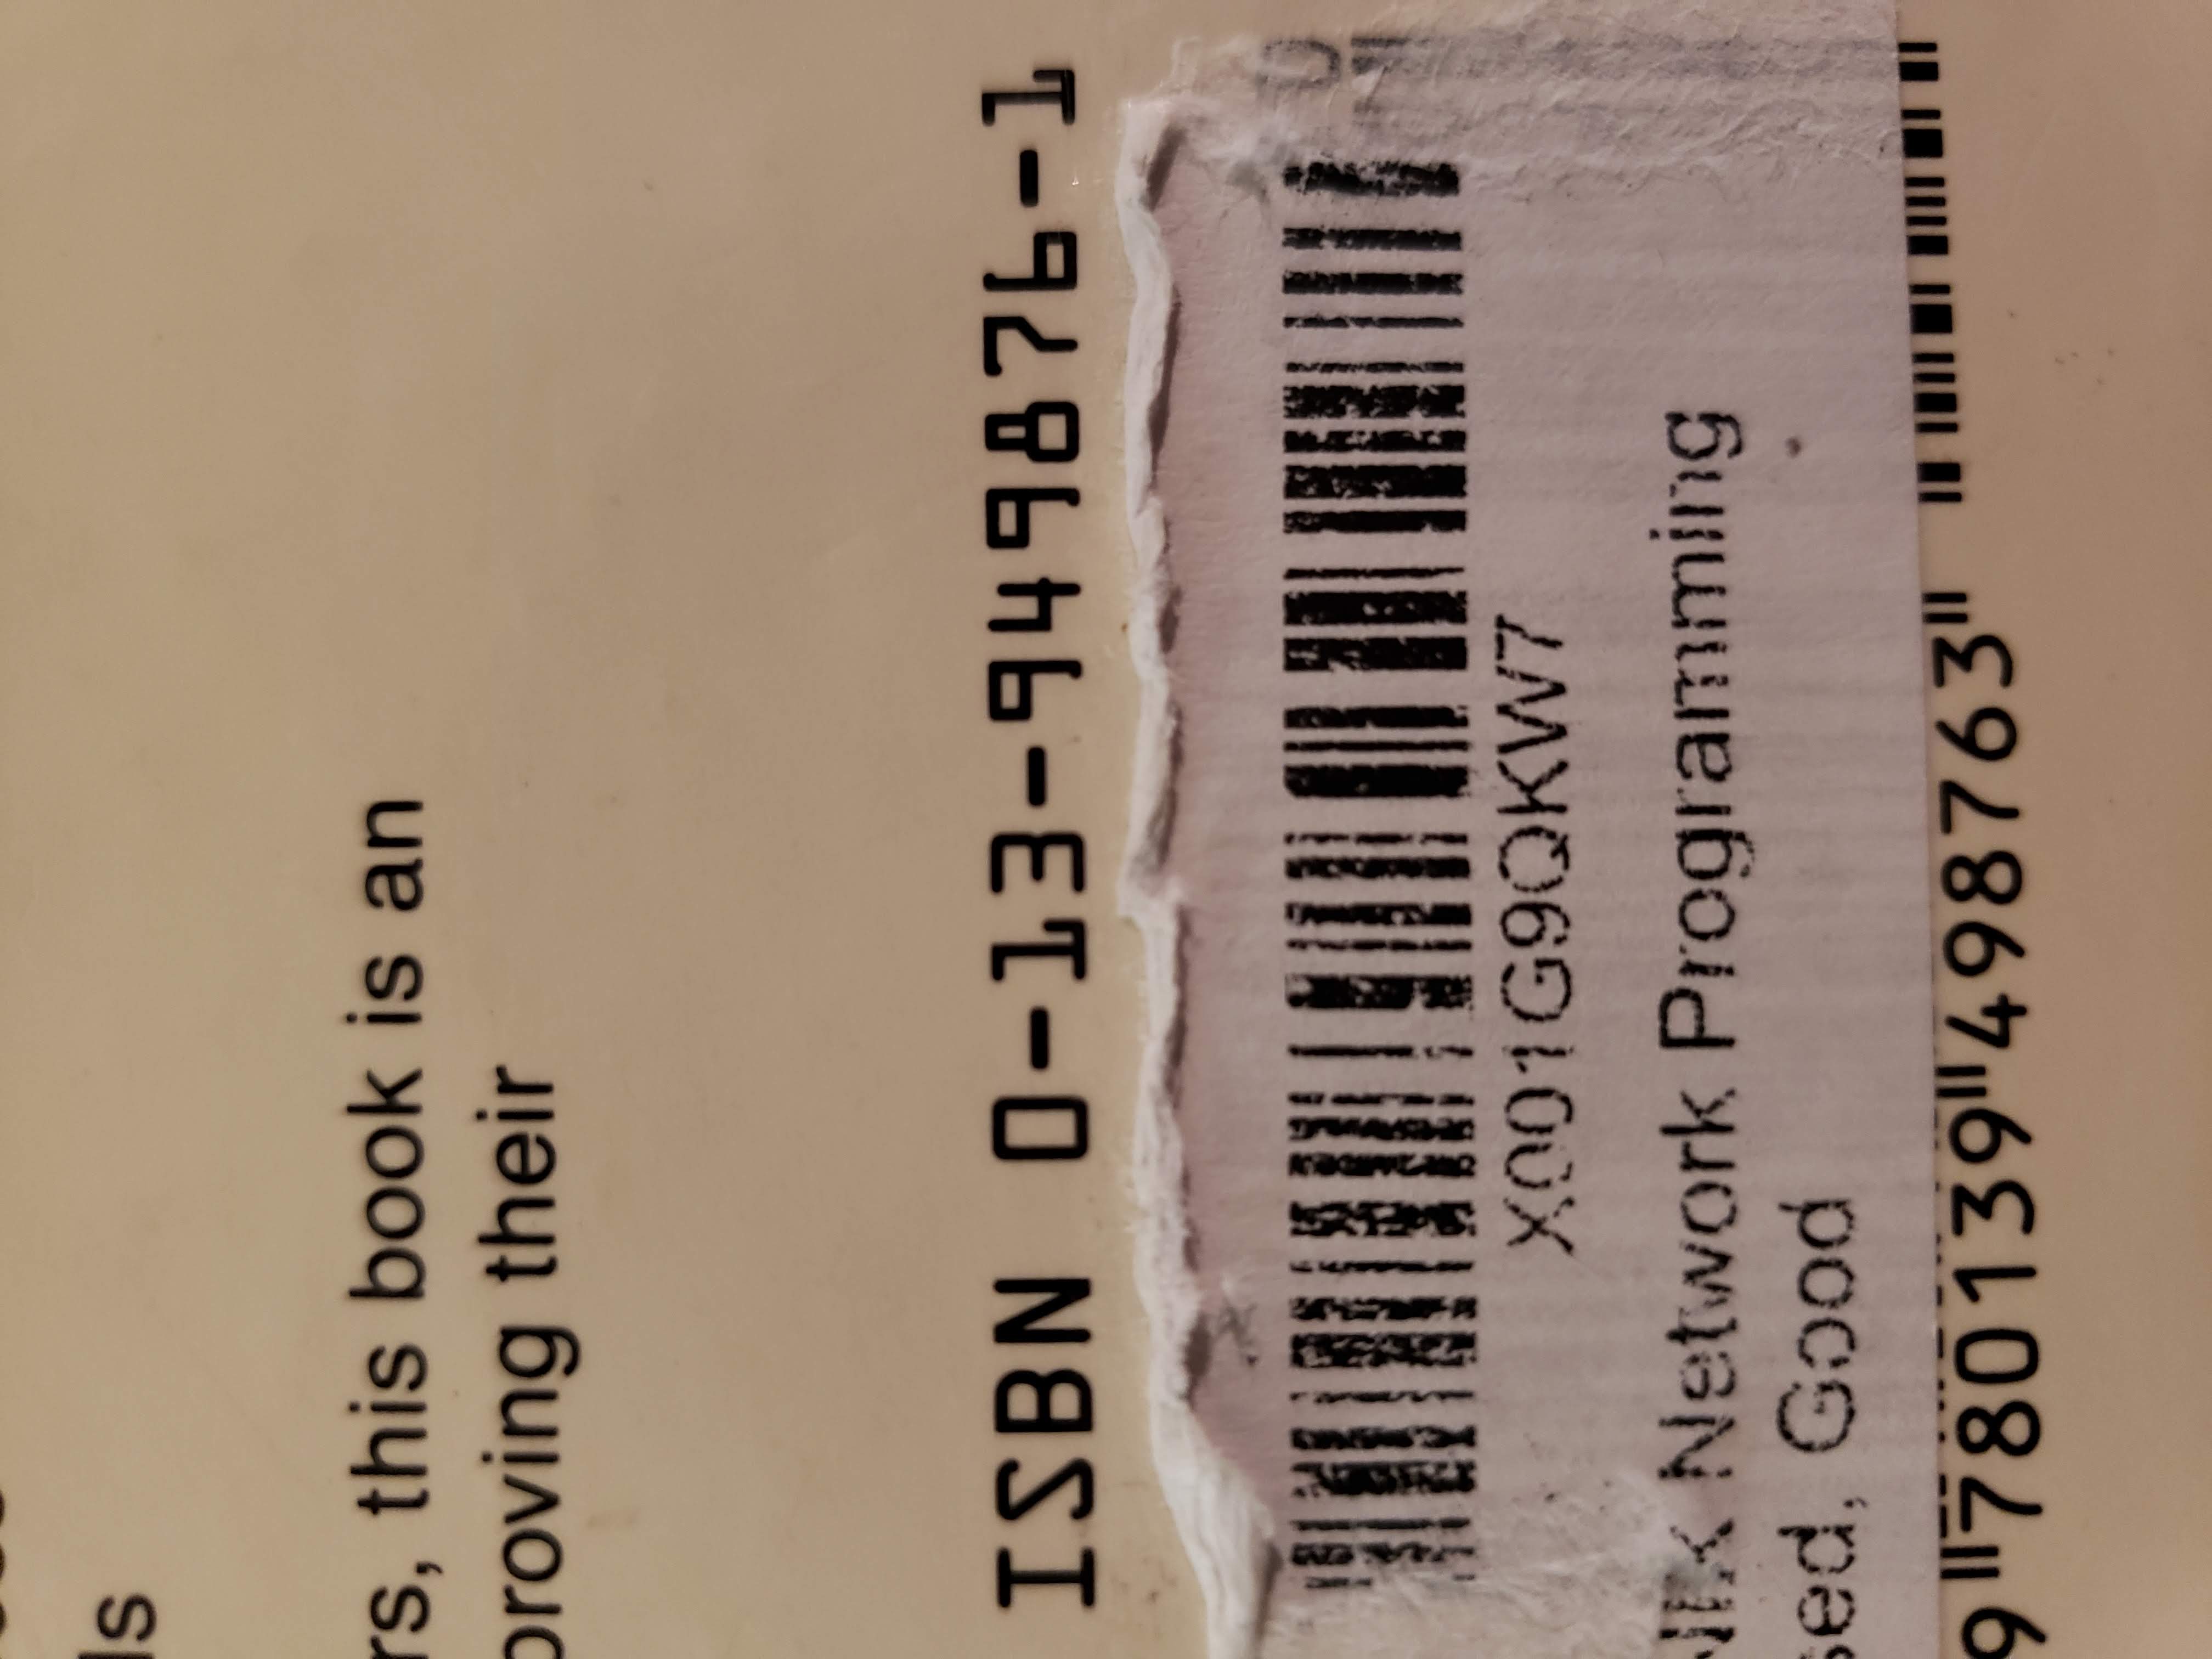 ls
rs, this book is an
proving their
ISBN 0-13-949876-1
X001G9QKW7
NIX Network Programming
sed, Good
9 780139 498763